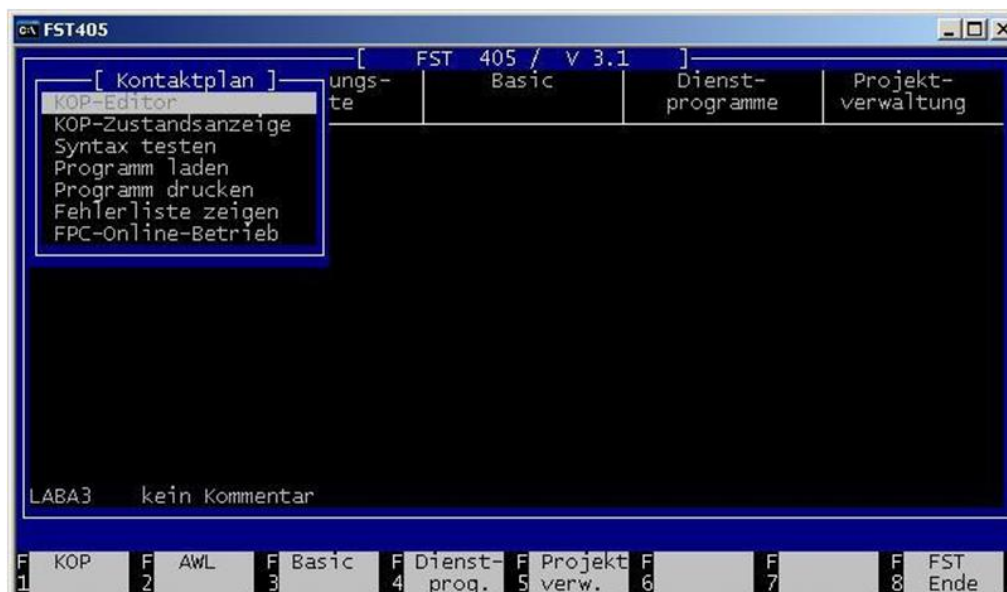 FST405
[ FST 405 / V 3.1 ]
[ Kontaktplan ]
KOP-Editor
KOP-Zustandsanzeige
Syntax testen
Programm laden
Programm drucken
Fehlerliste zeigen
FPC-Online-Betrieb
ungs-
te
Basic
Dienst-
programme
Projekt-
verwaltung
LABA3 kein Kommentar
F1 KOP
F2 AWL
F3 Basic
F4 Dienst-
prog.
F5 Projekt
verw.
F6
F7
F8 FST
Ende